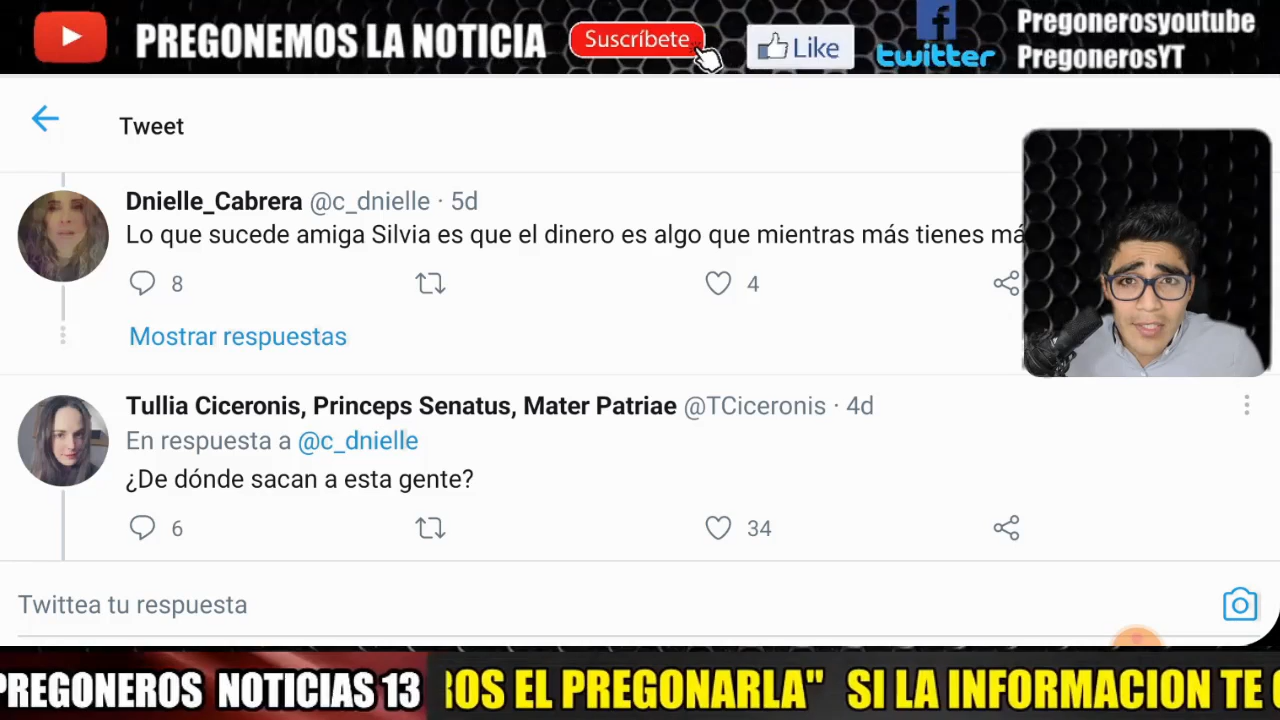 PREGONEMOS LA NOTICIA
Suscríbete
Like
twitter
Pregonerosyoutube
PregonerosYT
Tweet
Dnielle_Cabrera @c_dnielle · 5d
Lo que sucede amiga Silvia es que el dinero es algo que mientras más tienes má
8 4
Mostrar respuestas
Tullia Ciceronis, Princeps Senatus, Mater Patriae @TCiceronis · 4d
En respuesta a @c_dnielle
¿De dónde sacan a esta gente?
6 34
Twittea tu respuesta
PREGONEROS NOTICIAS 13
ROS EL PREGONARLA" SI LA INFORMACION TE